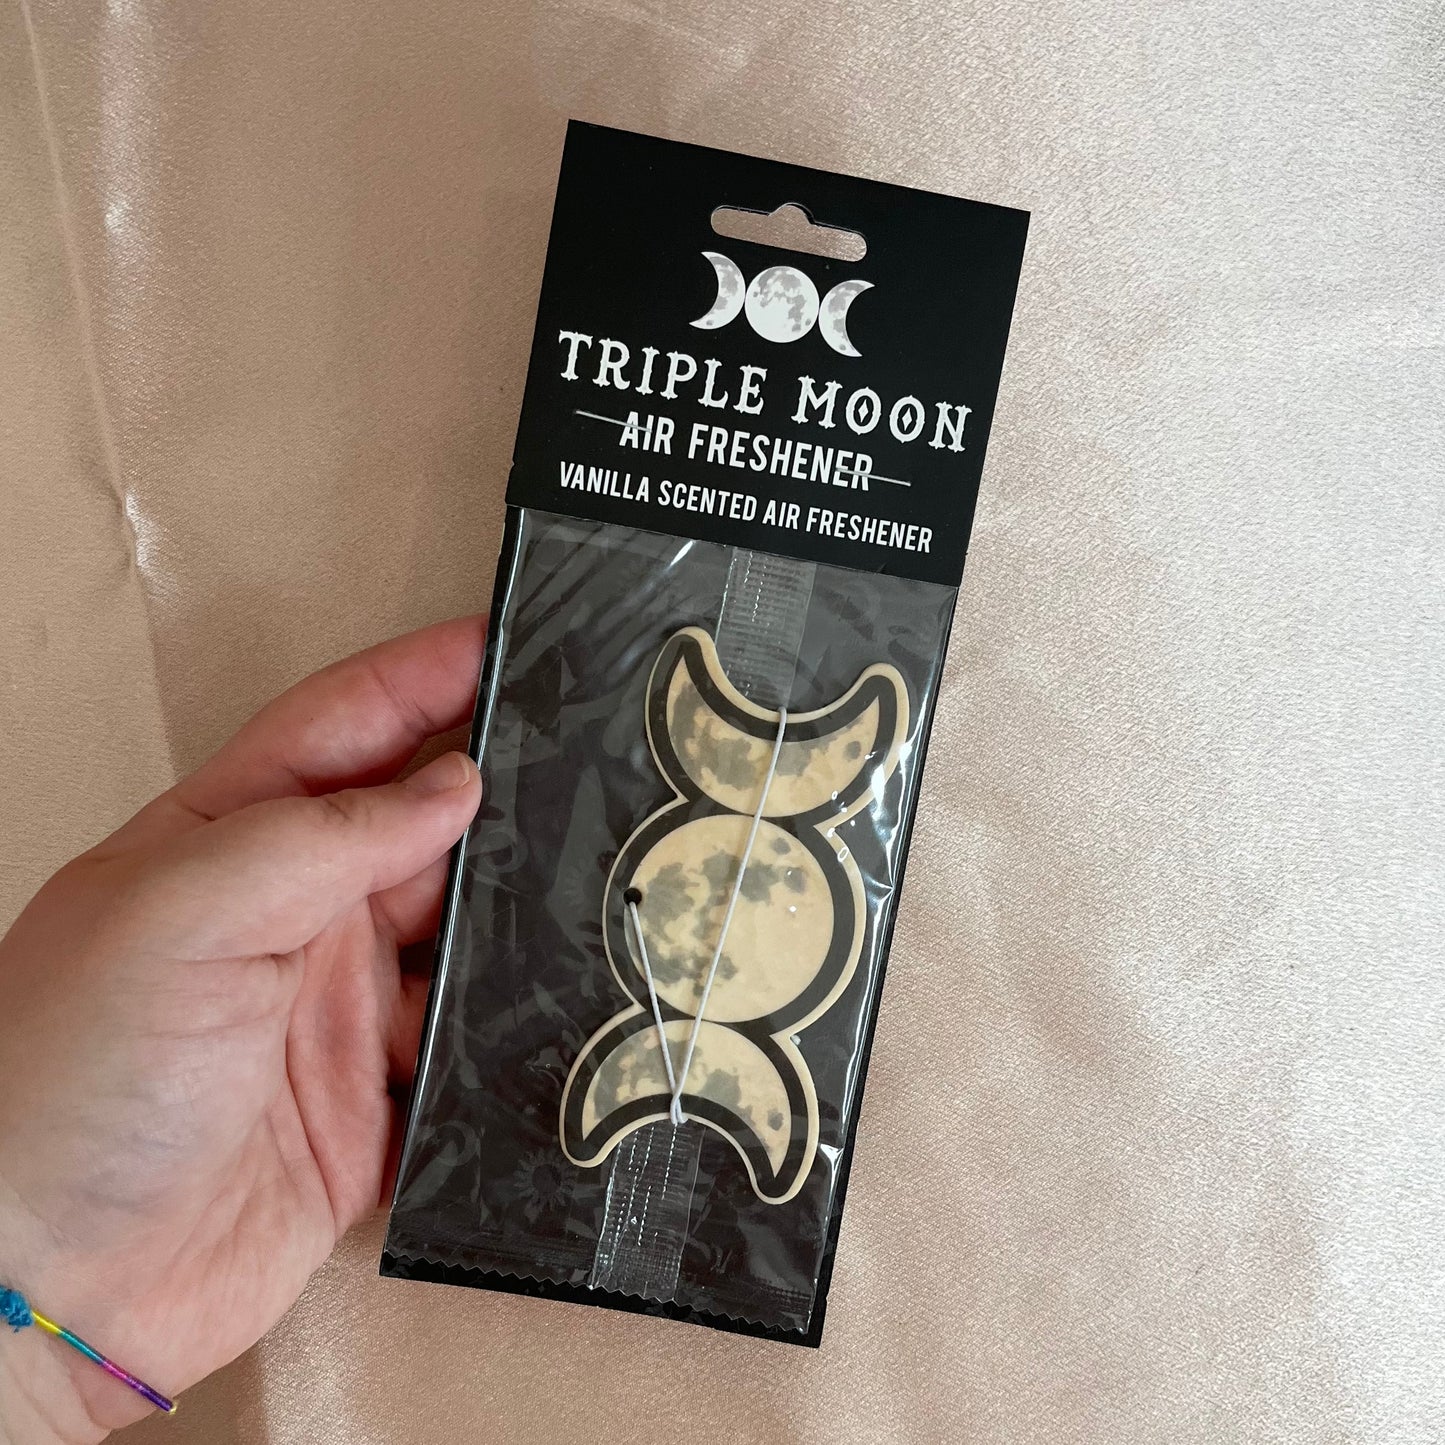 TRIPLE MOON
AIR FRESHENER
VANILLA SCENTED AIR FRESHENER